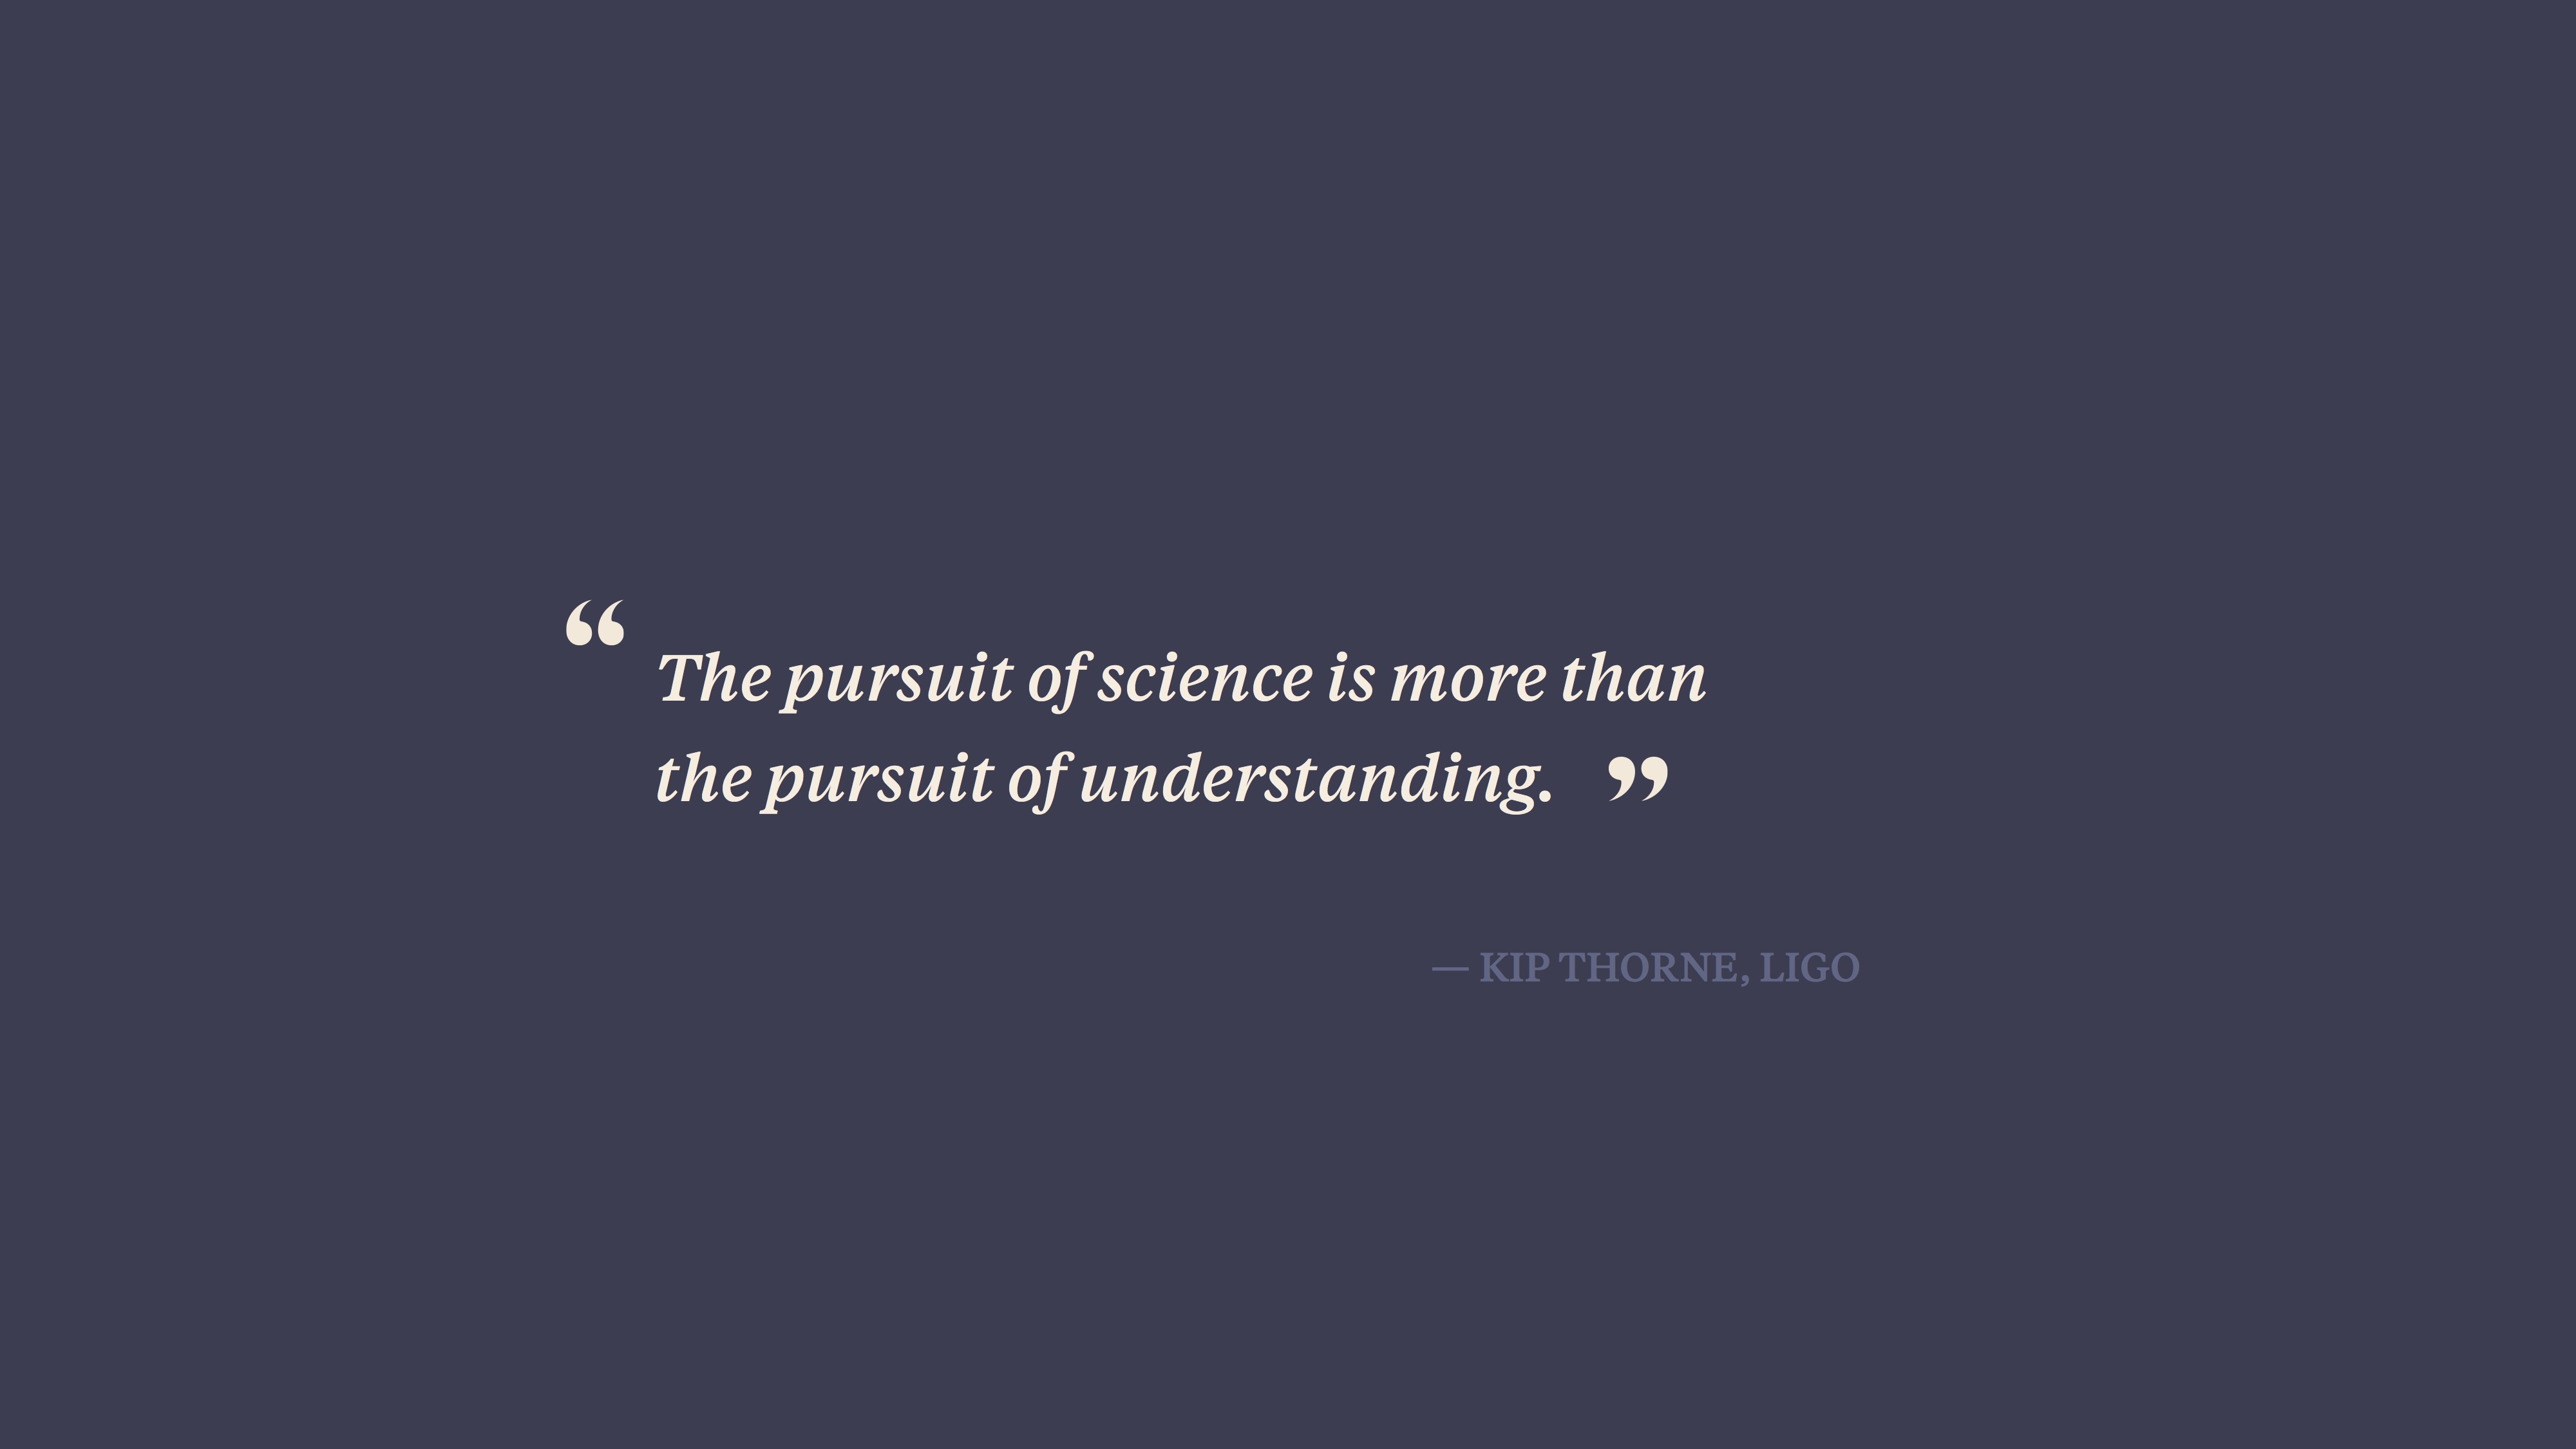 “ The pursuit of science is more than
the pursuit of understanding. ”
— KIP THORNE, LIGO